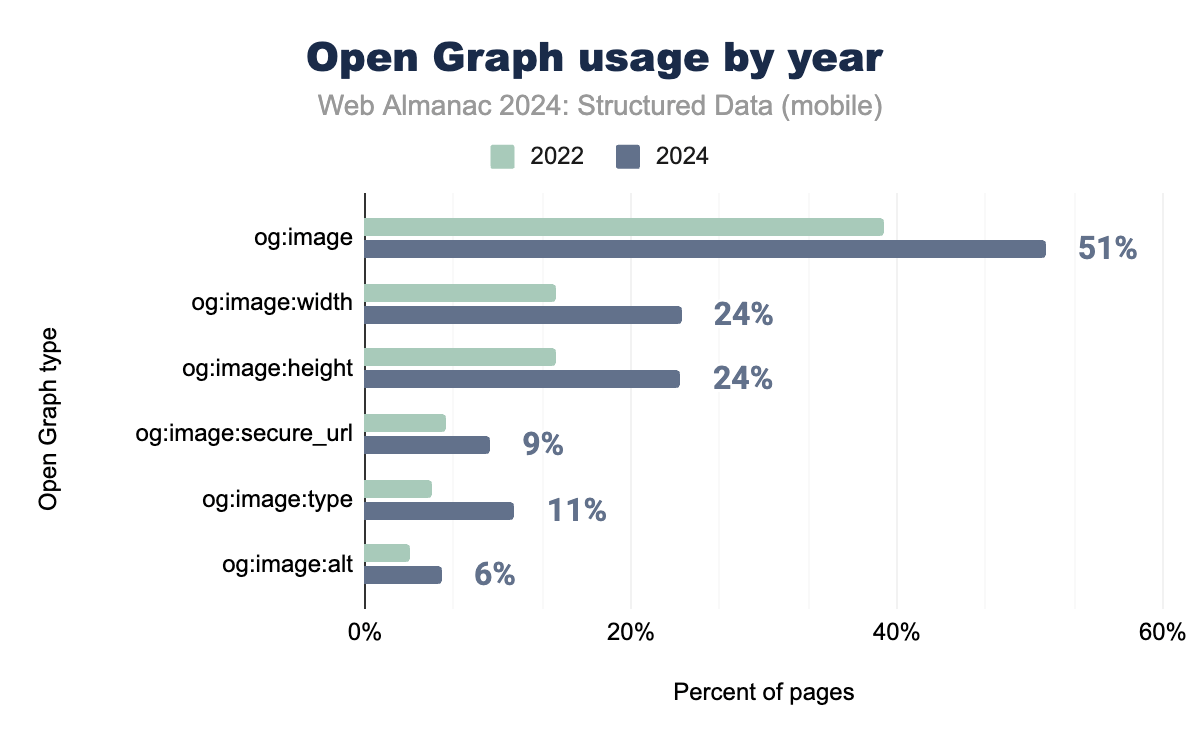 Open Graph usage by year
Web Almanac 2024: Structured Data (mobile)
2022 2024
Open Graph type
og:image 51%
og:image:width 24%
og:image:height 24%
og:image:secure_url 9%
og:image:type 11%
og:image:alt 6%
0% 20% 40% 60%
Percent of pages